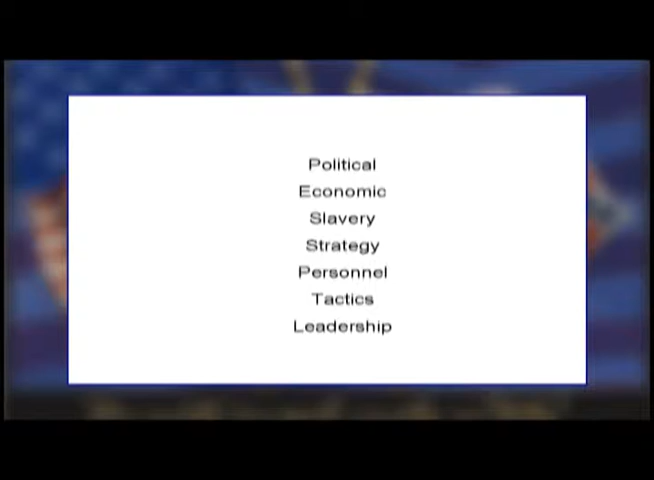 Political
Economic
Slavery
Strategy
Personnel
Tactics
Leadership